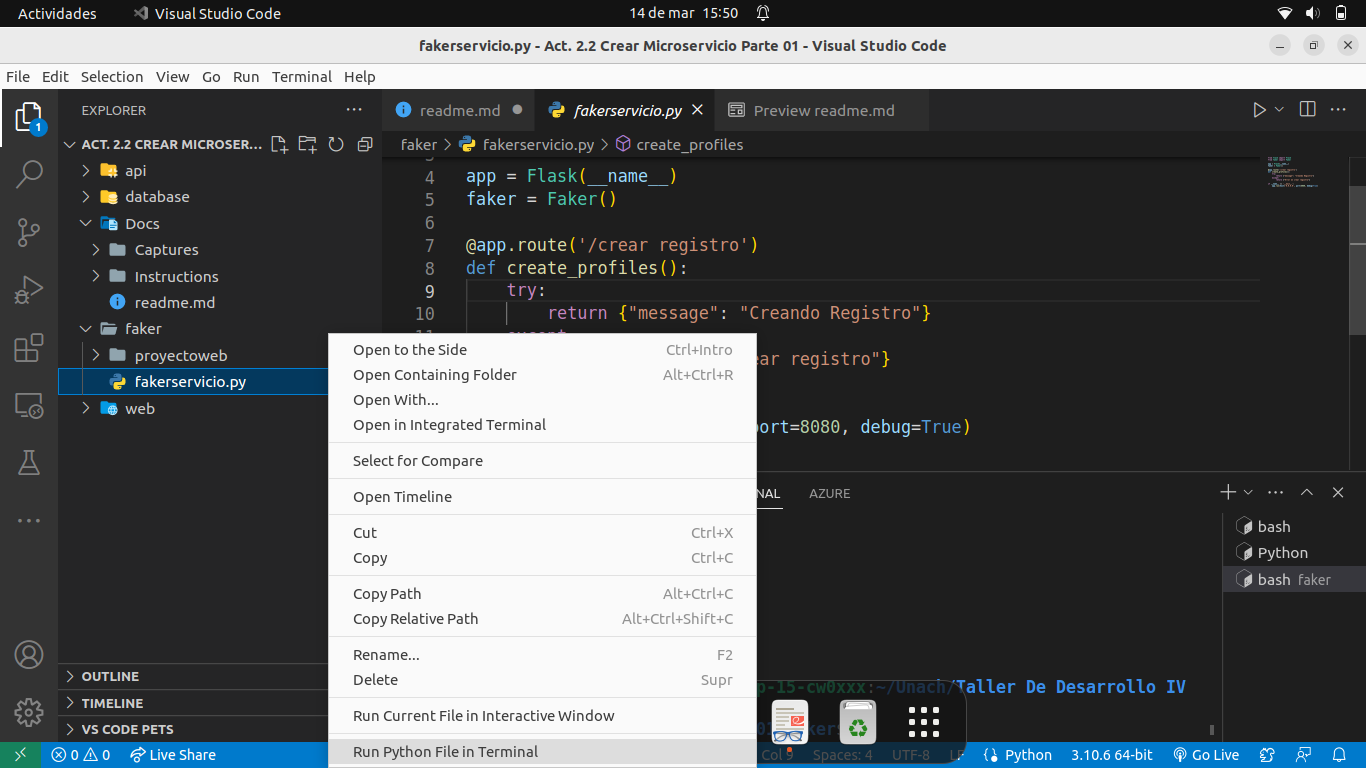 Actividades
Visual Studio Code
14 de mar 15:50
fakerservicio.py - Act. 2.2 Crear Microservicio Parte 01 - Visual Studio Code
File Edit Selection View Go Run Terminal Help
1
EXPLORER
ACT. 2.2 CREAR MICROSER...
api
database
Docs
Captures
Instructions
readme.md
faker
proyectoweb
fakerservicio.py
web
OUTLINE
TIMELINE
VS CODE PETS
readme.md
fakerservicio.py
Preview readme.md
faker > fakerservicio.py > create_profiles
4 app = Flask(__name__)
5 faker = Faker()
6
7 @app.route('/crear registro')
8 def create_profiles():
9 try:
10 return {"message": "Creando Registro"}
ear registro"}
port=8080, debug=True)
Open to the Side Ctrl+Intro
Open Containing Folder Alt+Ctrl+R
Open With...
Open in Integrated Terminal
Select for Compare
Open Timeline
Cut Ctrl+X
Copy Ctrl+C
Copy Path Alt+Ctrl+C
Copy Relative Path Alt+Ctrl+Shift+C
Rename... F2
Delete Supr
Run Current File in Interactive Window
Run Python File in Terminal
NAL
AZURE
bash
Python
bash faker
p-15-cw0xxx:~/Unach/Taller De Desarrollo IV
0 0 Live Share
Col 9 Spaces: 4 UTF-8
Python 3.10.6 64-bit Go Live